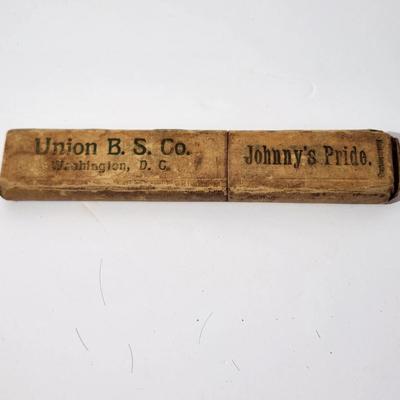 Union B. S. Co.
Washington, D. C.
Johnny's Pride.